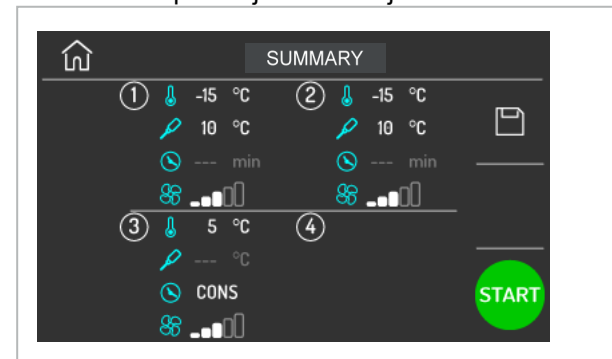 SUMMARY
1 -15 °C 2 -15 °C
10 °C 10 °C
--- min --- min
3 5 °C 4
--- °C
CONS
START